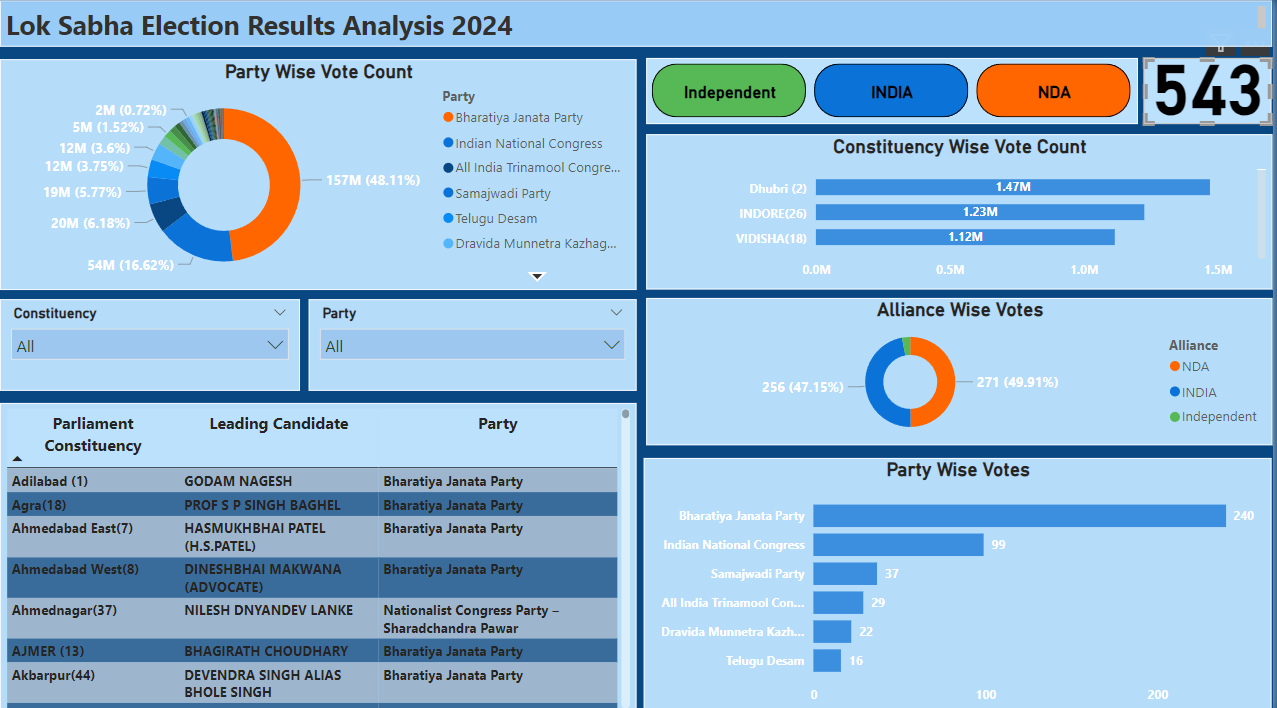 Lok Sabha Election Results Analysis 2024
Party Wise Vote Count
2M (0.72%)
5M (1.52%)
12M (3.6%)
12M (3.75%)
19M (5.77%)
20M (6.18%)
54M (16.62%)
157M (48.11%)
Party
Bharatiya Janata Party
Indian National Congress
All India Trinamool Congre...
Samajwadi Party
Telugu Desam
Dravida Munnetra Kazhag...
Independent
INDIA
NDA
543
Constituency Wise Vote Count
Dhubri (2)
1.47M
INDORE(26)
1.23M
VIDISHA(18)
1.12M
0.0M 0.5M 1.0M 1.5M
Constituency
All
Party
All
Alliance Wise Votes
256 (47.15%)
271 (49.91%)
Alliance
NDA
INDIA
Independent
Parliament Constituency Leading Candidate Party
Adilabad (1) GODAM NAGESH Bharatiya Janata Party
Agra(18) PROF S P SINGH BAGHEL Bharatiya Janata Party
Ahmedabad East(7) HASMUKHBHAI PATEL (H.S.PATEL) Bharatiya Janata Party
Ahmedabad West(8) DINESHBHAI MAKWANA (ADVOCATE) Bharatiya Janata Party
Ahmednagar(37) NILESH DNYANDEV LANKE Nationalist Congress Party – Sharadchandra Pawar
AJMER (13) BHAGIRATH CHOUDHARY Bharatiya Janata Party
Akbarpur(44) DEVENDRA SINGH ALIAS BHOLE SINGH Bharatiya Janata Party
Party Wise Votes
Bharatiya Janata Party 240
Indian National Congress 99
Samajwadi Party 37
All India Trinamool Con... 29
Dravida Munnetra Kazh... 22
Telugu Desam 16
0 100 200